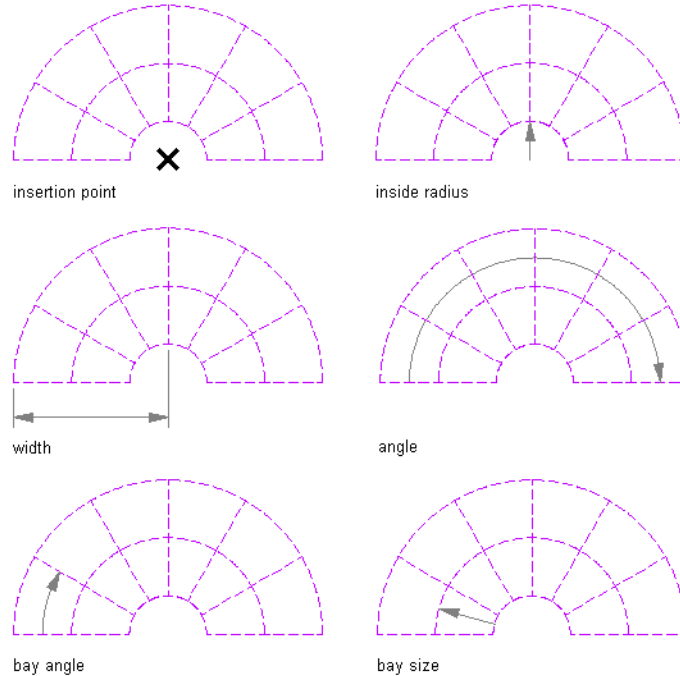 insertion point
inside radius
width
angle
bay angle
bay size